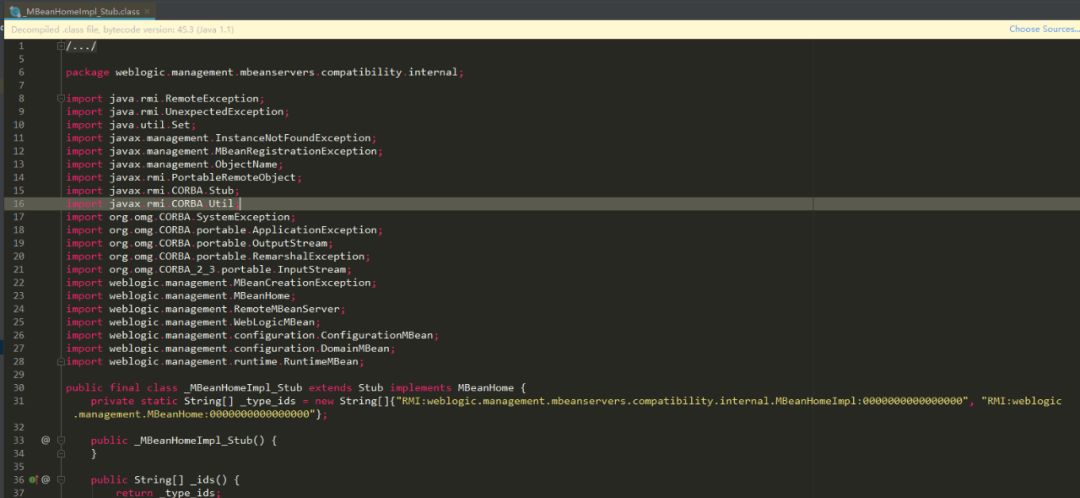 _MBeanHomeImpl_Stub.class ×
Decompiled .class file, bytecode version: 45.3 (Java 1.1)
Choose Sources...
1 /.../
5
6 package weblogic.management.mbeanservers.compatibility.internal;
7
8 import java.rmi.RemoteException;
9 import java.rmi.UnexpectedException;
10 import java.util.Set;
11 import javax.management.InstanceNotFoundException;
12 import javax.management.MBeanRegistrationException;
13 import javax.management.ObjectName;
14 import javax.rmi.PortableRemoteObject;
15 import javax.rmi.CORBA.Stub;
16 import javax.rmi.CORBA.Util;
17 import org.omg.CORBA.SystemException;
18 import org.omg.CORBA.portable.ApplicationException;
19 import org.omg.CORBA.portable.OutputStream;
20 import org.omg.CORBA.portable.RemarshalException;
21 import org.omg.CORBA_2_3.portable.InputStream;
22 import weblogic.management.MBeanCreationException;
23 import weblogic.management.MBeanHome;
24 import weblogic.management.RemoteMBeanServer;
25 import weblogic.management.WebLogicMBean;
26 import weblogic.management.configuration.ConfigurationMBean;
27 import weblogic.management.configuration.DomainMBean;
28 import weblogic.management.runtime.RuntimeMBean;
29
30 public final class _MBeanHomeImpl_Stub extends Stub implements MBeanHome {
31 private static String[] _type_ids = new String[]{"RMI:weblogic.management.mbeanservers.compatibility.internal.MBeanHomeImpl:0000000000000000", "RMI:weblogic
.management.MBeanHome:0000000000000000"};
32
33 @ public _MBeanHomeImpl_Stub() {
34 }
35
36 @ public String[] _ids() {
37 return _type_ids;